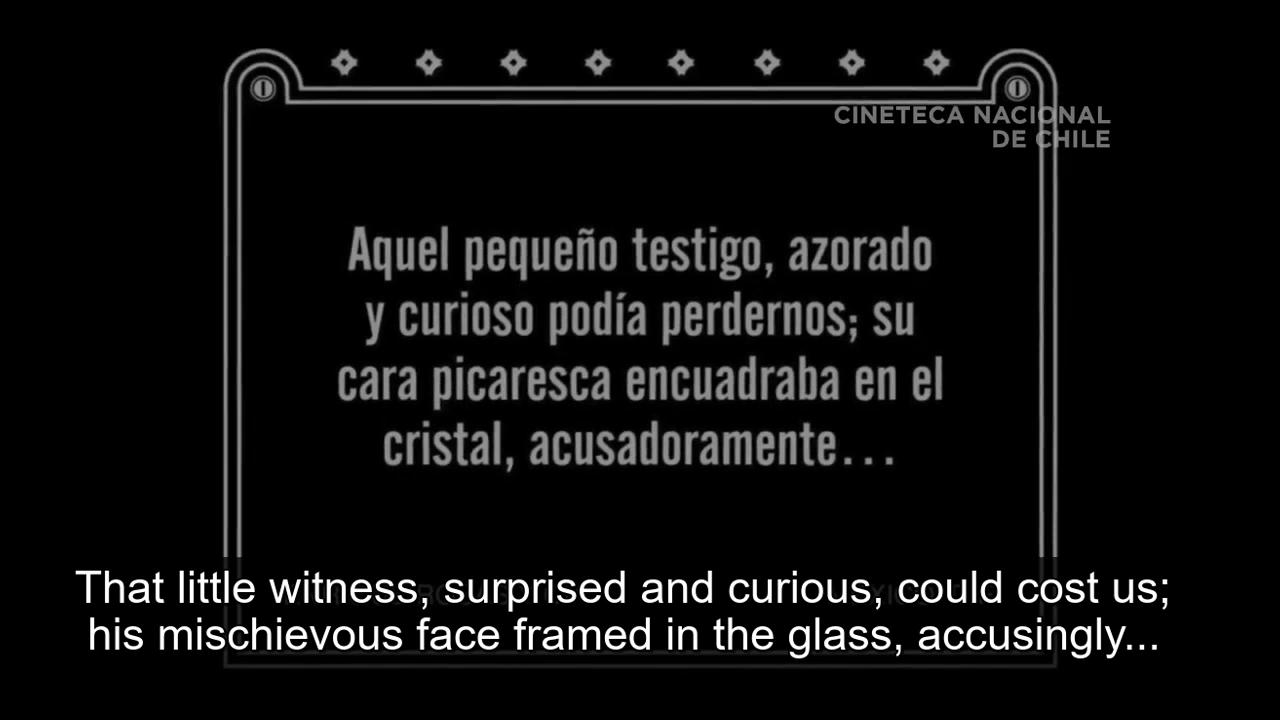 CINETECA NACIONAL
DE CHILE
Aquel pequeño testigo, azorado
y curioso podía perdernos; su
cara picaresca encuadraba en el
cristal, acusadoramente...
That little witness, surprised and curious, could cost us;
his mischievous face framed in the glass, accusingly...